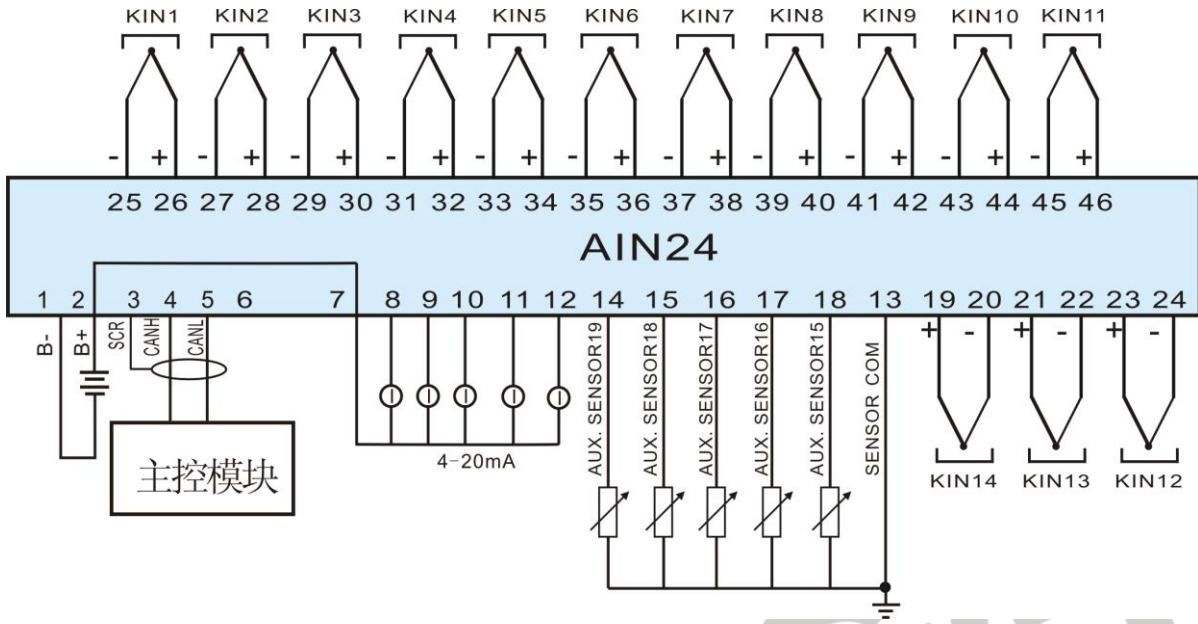 KIN1 KIN2 KIN3 KIN4 KIN5 KIN6 KIN7 KIN8 KIN9 KIN10 KIN11
- + - + - + - + - + - + - + - + - + - + - +
25 26 27 28 29 30 31 32 33 34 35 36 37 38 39 40 41 42 43 44 45 46
AIN24
1 2 3 4 5 6 7 8 9 10 11 12 14 15 16 17 18 13 19 20 21 22 23 24
B-
B+
SCR
CANH
CANL
主控模块
4-20mA
AUX. SENSOR19
AUX. SENSOR18
AUX. SENSOR17
AUX. SENSOR16
AUX. SENSOR15
SENSOR COM
+ - + - + -
KIN14 KIN13 KIN12